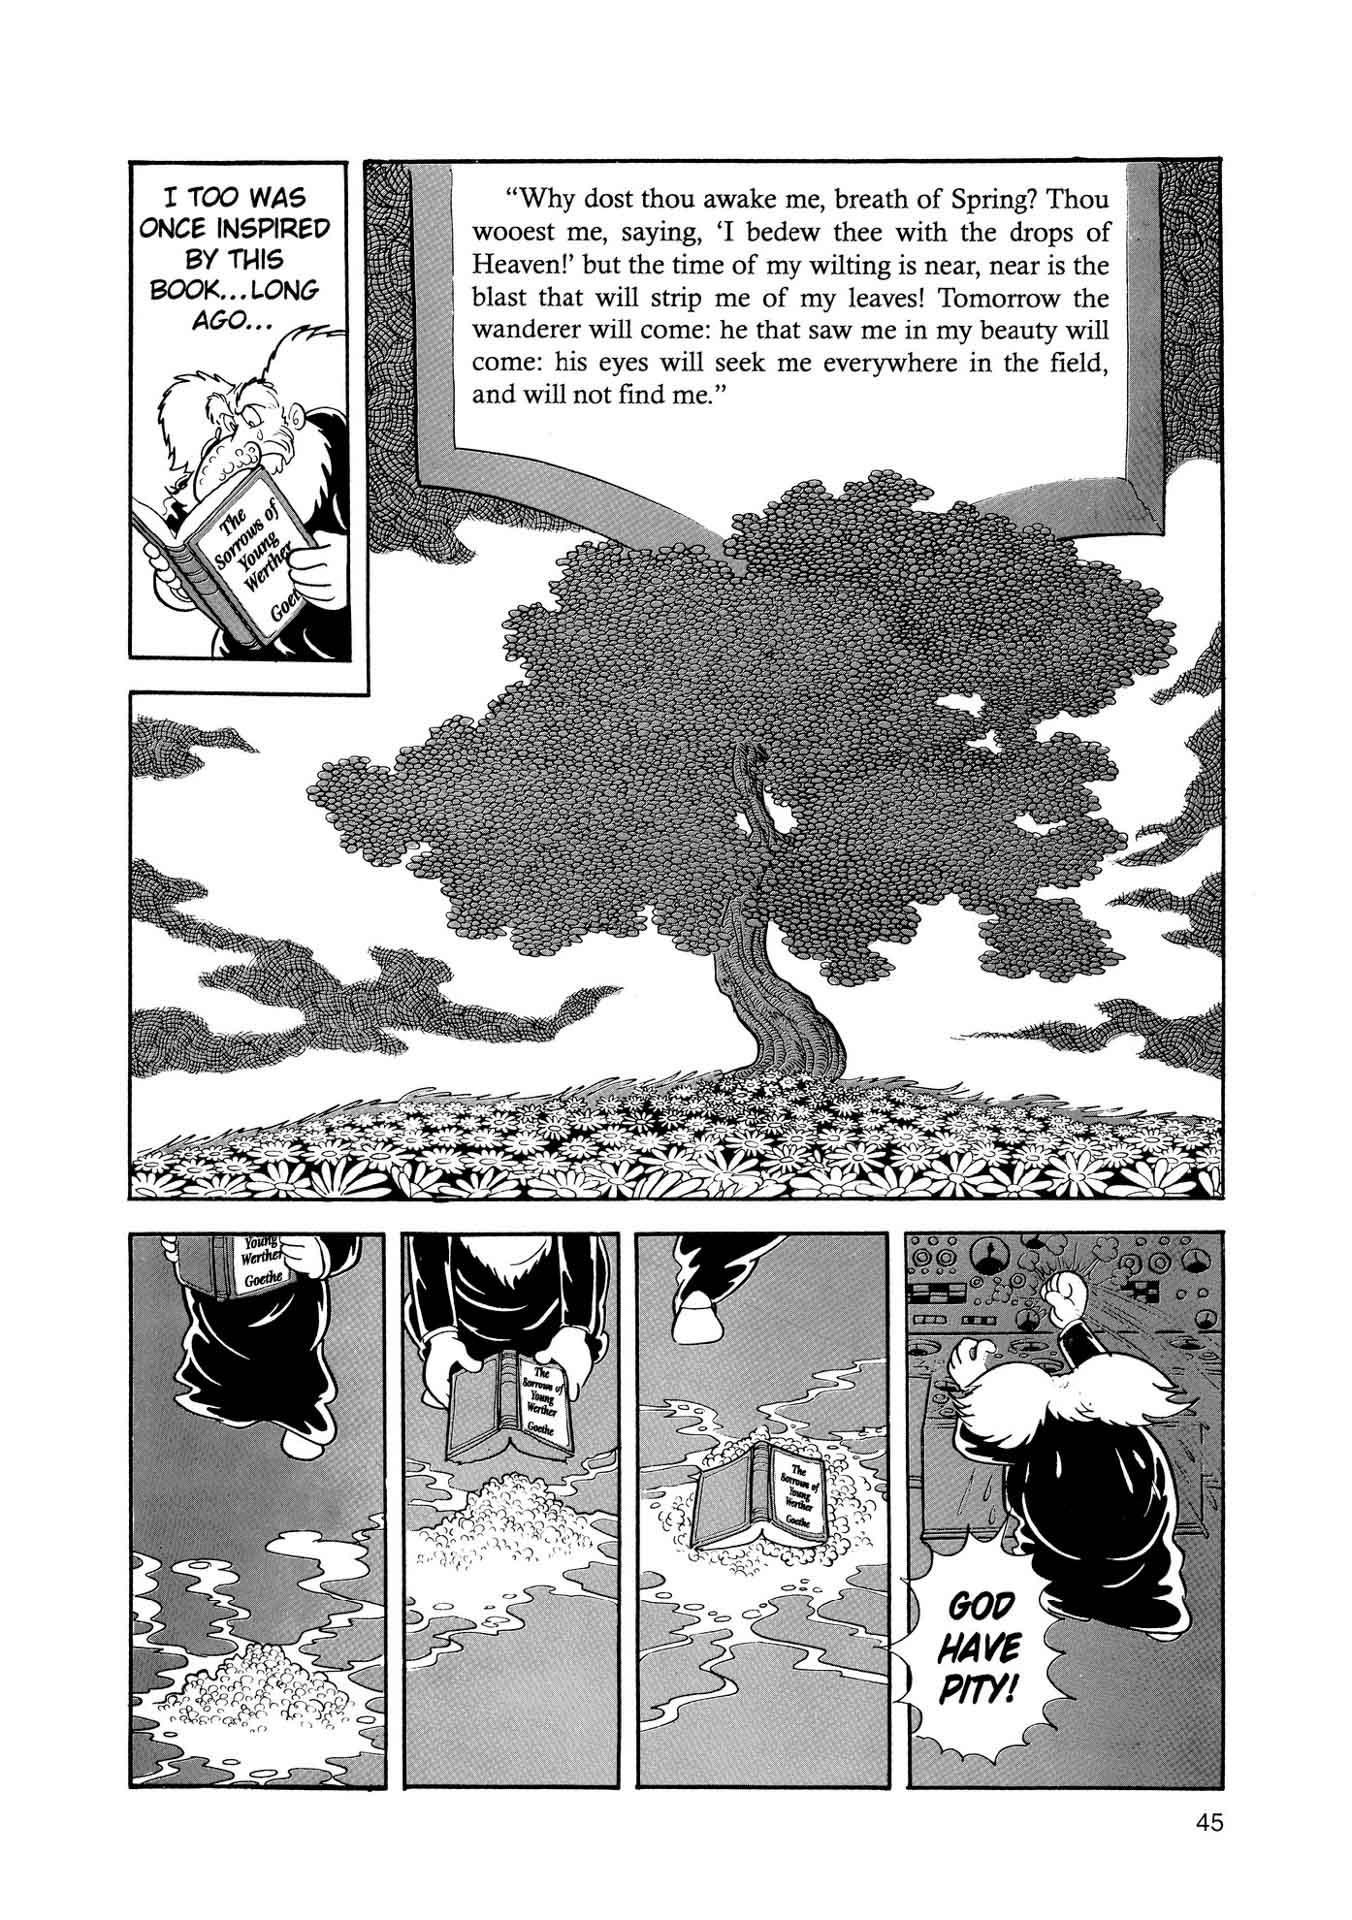 I TOO WAS
ONCE INSPIRED
BY THIS
BOOK...LONG
AGO...
The
Sorrows of
Young
Werther
Goet
“Why dost thou awake me, breath of Spring? Thou
wooest me, saying, ‘I bedew thee with the drops of
Heaven!’ but the time of my wilting is near, near is the
blast that will strip me of my leaves! Tomorrow the
wanderer will come: he that saw me in my beauty will
come: his eyes will seek me everywhere in the field,
and will not find me.”
Young
Werther
Goethe
The
Sorrows of
Young
Werther
Goethe
The
Sorrows of
Young
Werther
Goethe
GOD
HAVE
PITY!
45